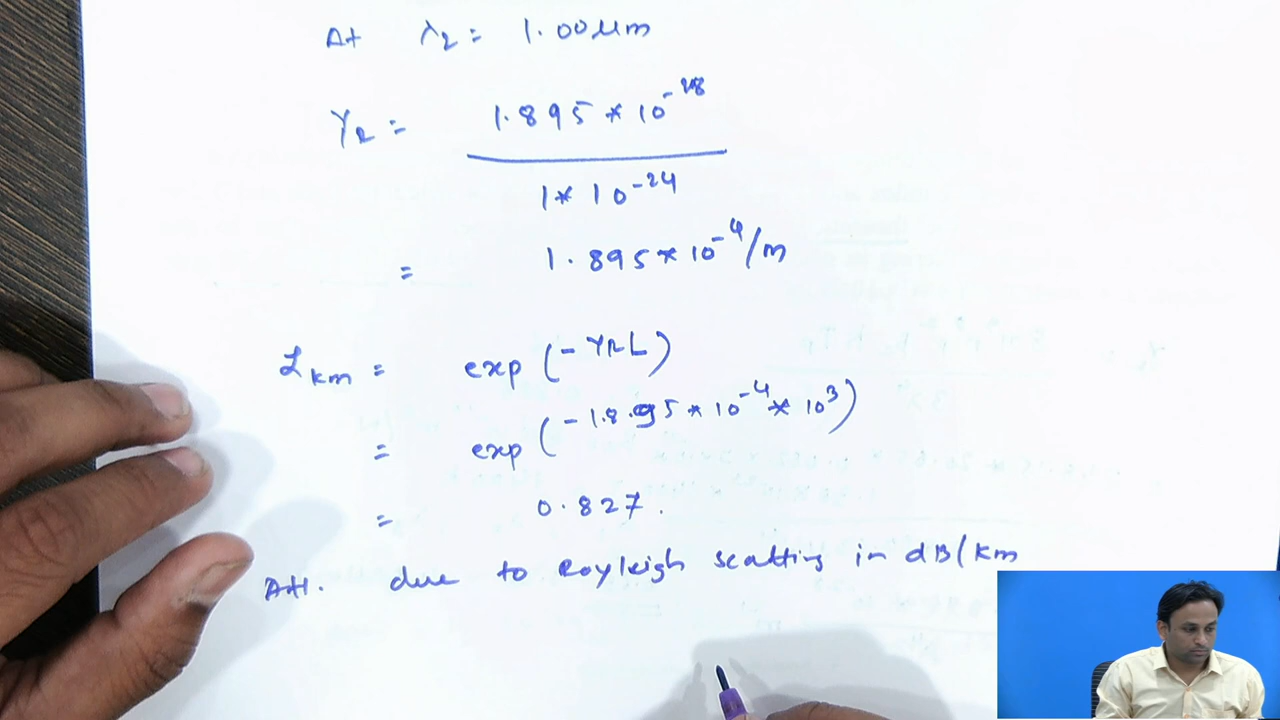 At λ2 = 1.00 μm
γR = 1.895 * 10^-28
1 * 10^-24
= 1.895 * 10^-4/m
ℒkm = exp(-γRL)
= exp(-1.895 * 10^-4 * 10^3)
= 0.827.
Att. due to Rayleigh scatting in dB/km